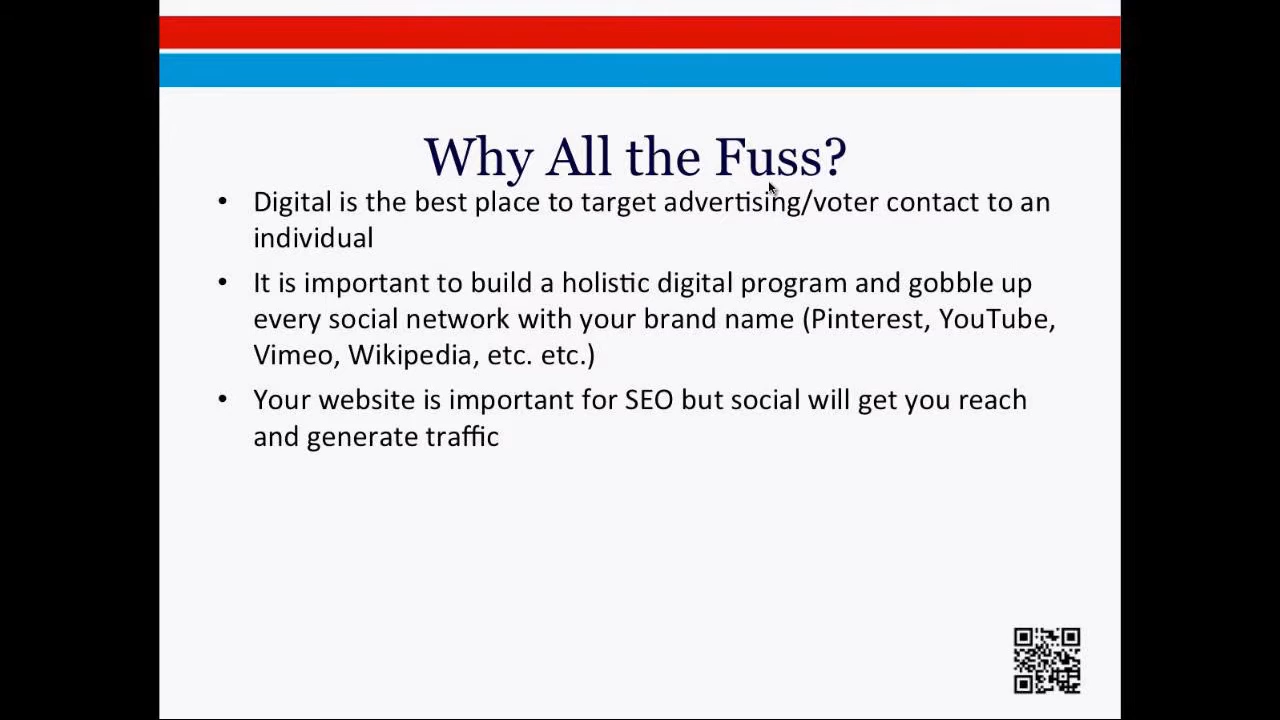 Why All the Fuss?
• Digital is the best place to target advertising/voter contact to an
individual
• It is important to build a holistic digital program and gobble up
every social network with your brand name (Pinterest, YouTube,
Vimeo, Wikipedia, etc. etc.)
• Your website is important for SEO but social will get you reach
and generate traffic